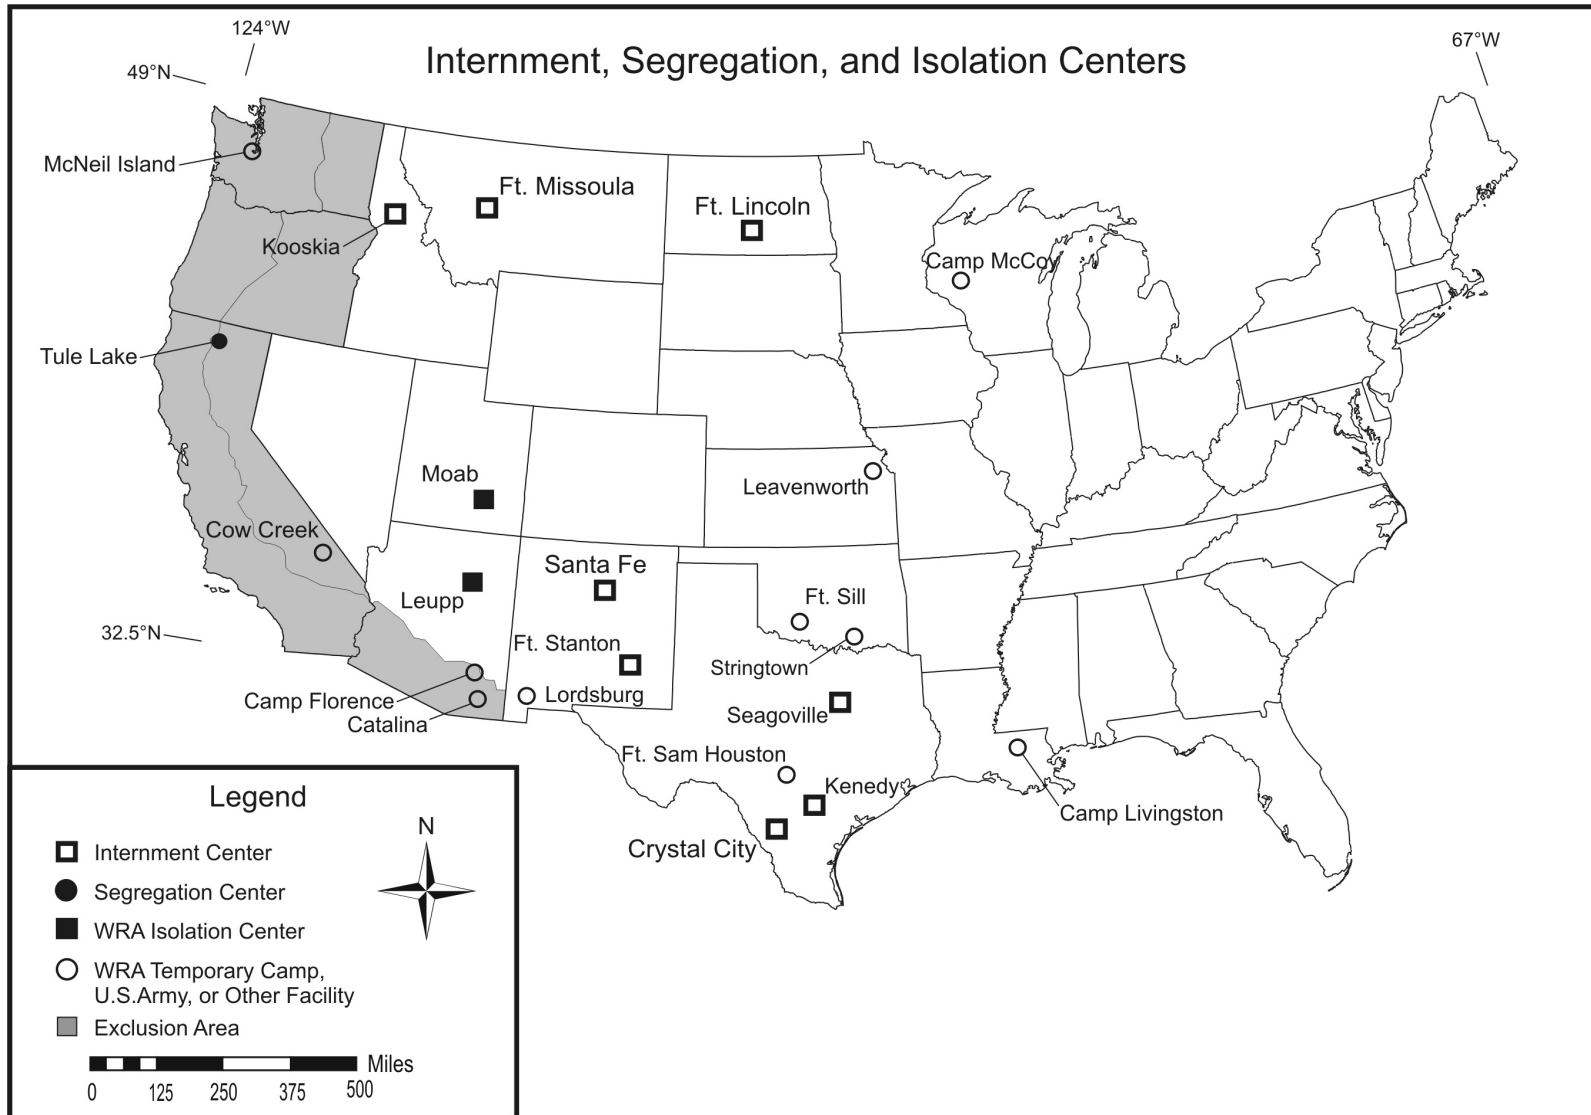 124°W
67°W
Internment, Segregation, and Isolation Centers
49°N
McNeil Island
Ft. Missoula
Ft. Lincoln
Kooskia
Camp McCoy
Tule Lake
Moab
Leavenworth
Cow Creek
Santa Fe
Leupp
Ft. Sill
32.5°N
Ft. Stanton
Stringtown
Camp Florence
Lordsburg
Catalina
Seagoville
Ft. Sam Houston
Kenedy
Camp Livingston
Crystal City
Legend
N
Internment Center
Segregation Center
WRA Isolation Center
WRA Temporary Camp,
U.S.Army, or Other Facility
Exclusion Area
Miles
0 125 250 375 500